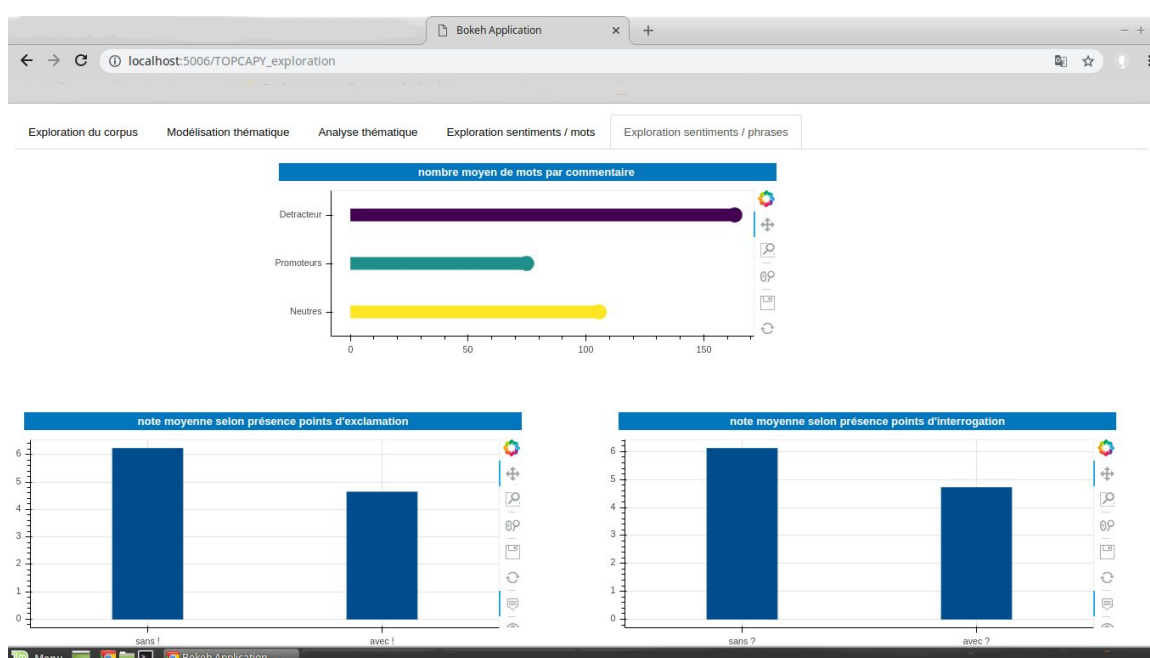 Bokeh Application
localhost:5006/TOPCAPY_exploration
Exploration du corpus Modélisation thématique Analyse thématique Exploration sentiments / mots Exploration sentiments / phrases
nombre moyen de mots par commentaire
Detracteur
Promoteurs
Neutres
0 50 100 150
note moyenne selon présence points d'exclamation
6
5
4
3
2
1
0
sans ! avec !
note moyenne selon présence points d'interrogation
6
5
4
3
2
1
0
sans ? avec ?
Menu Bokeh Application